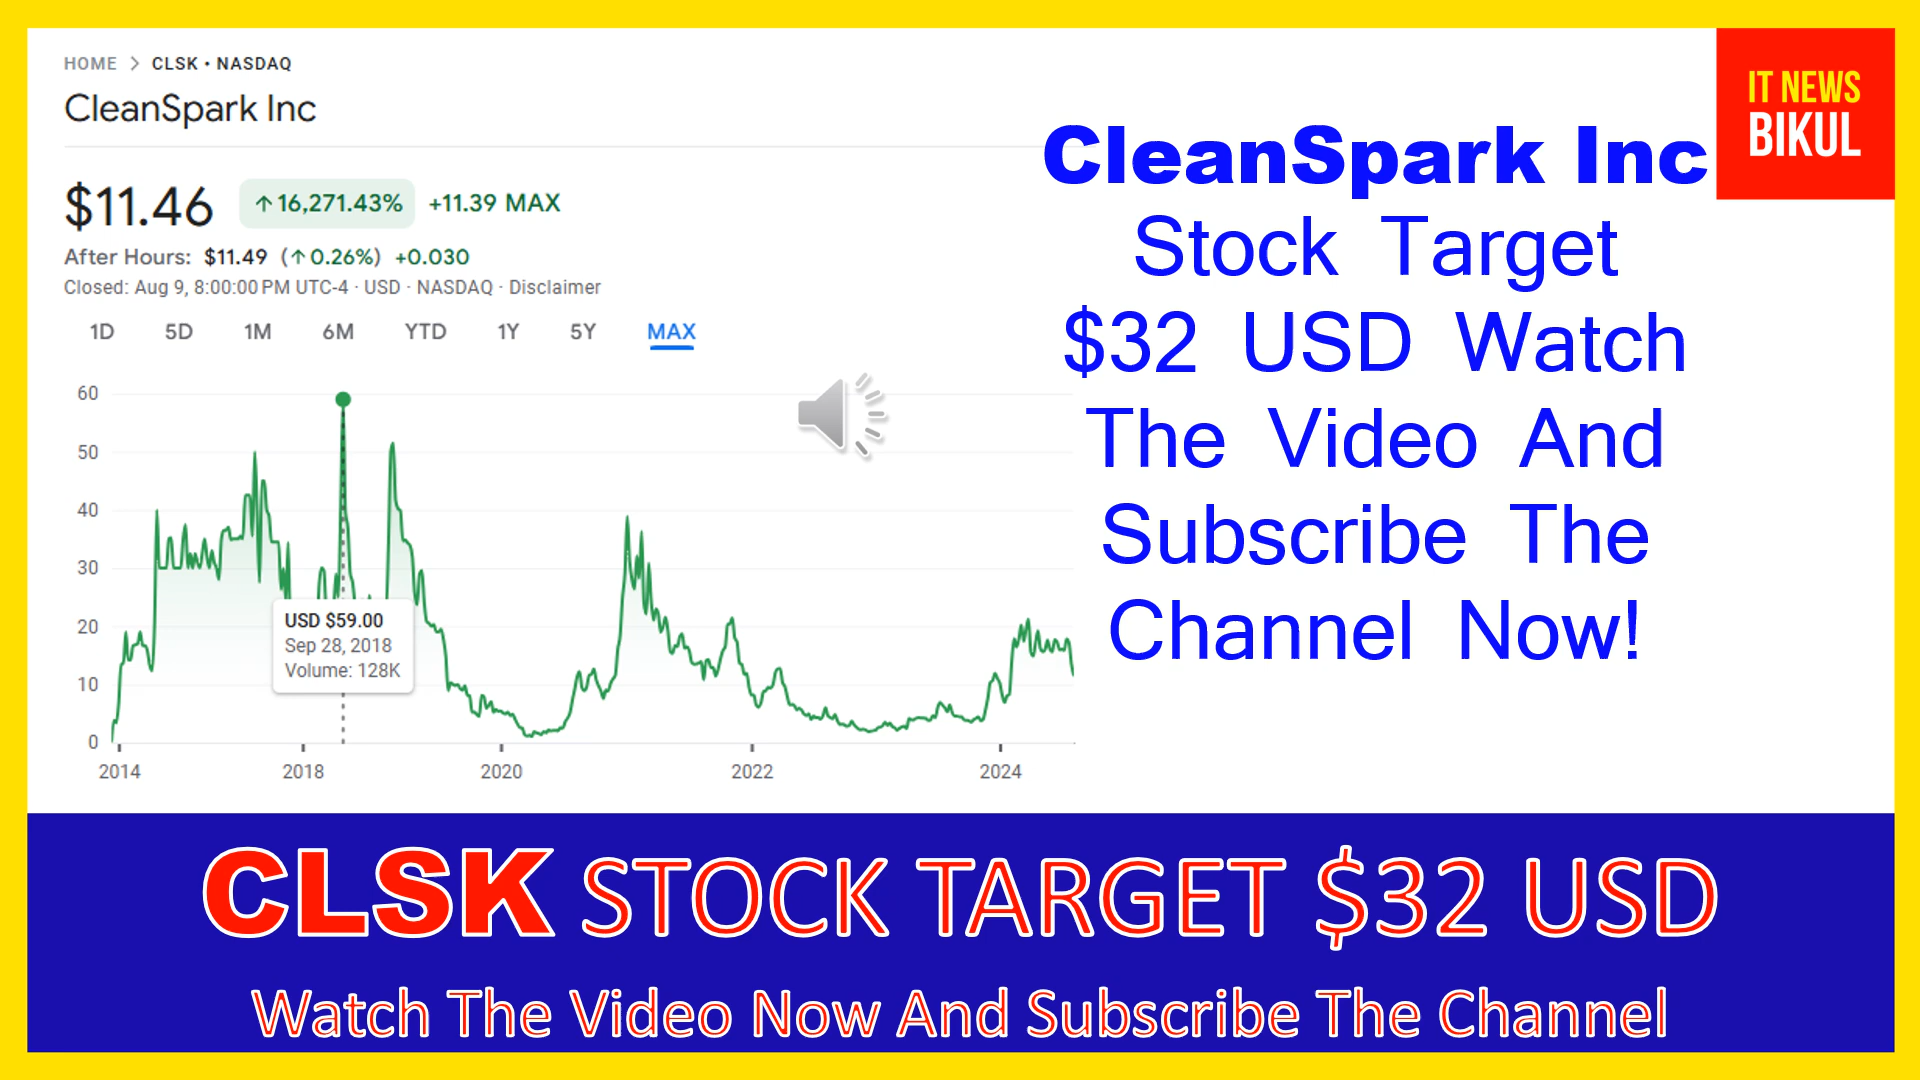 HOME > CLSK • NASDAQ
CleanSpark Inc
$11.46 ↑16,271.43% +11.39 MAX
After Hours: $11.49 (↑0.26%) +0.030
Closed: Aug 9, 8:00:00 PM UTC-4 · USD · NASDAQ · Disclaimer
1D 5D 1M 6M YTD 1Y 5Y MAX
60
50
40
30
20
10
0
USD $59.00
Sep 28, 2018
Volume: 128K
2014 2018 2020 2022 2024
IT NEWS
BIKUL
CleanSpark Inc
Stock Target
$32 USD Watch
The Video And
Subscribe The
Channel Now!
CLSK STOCK TARGET $32 USD
Watch The Video Now And Subscribe The Channel